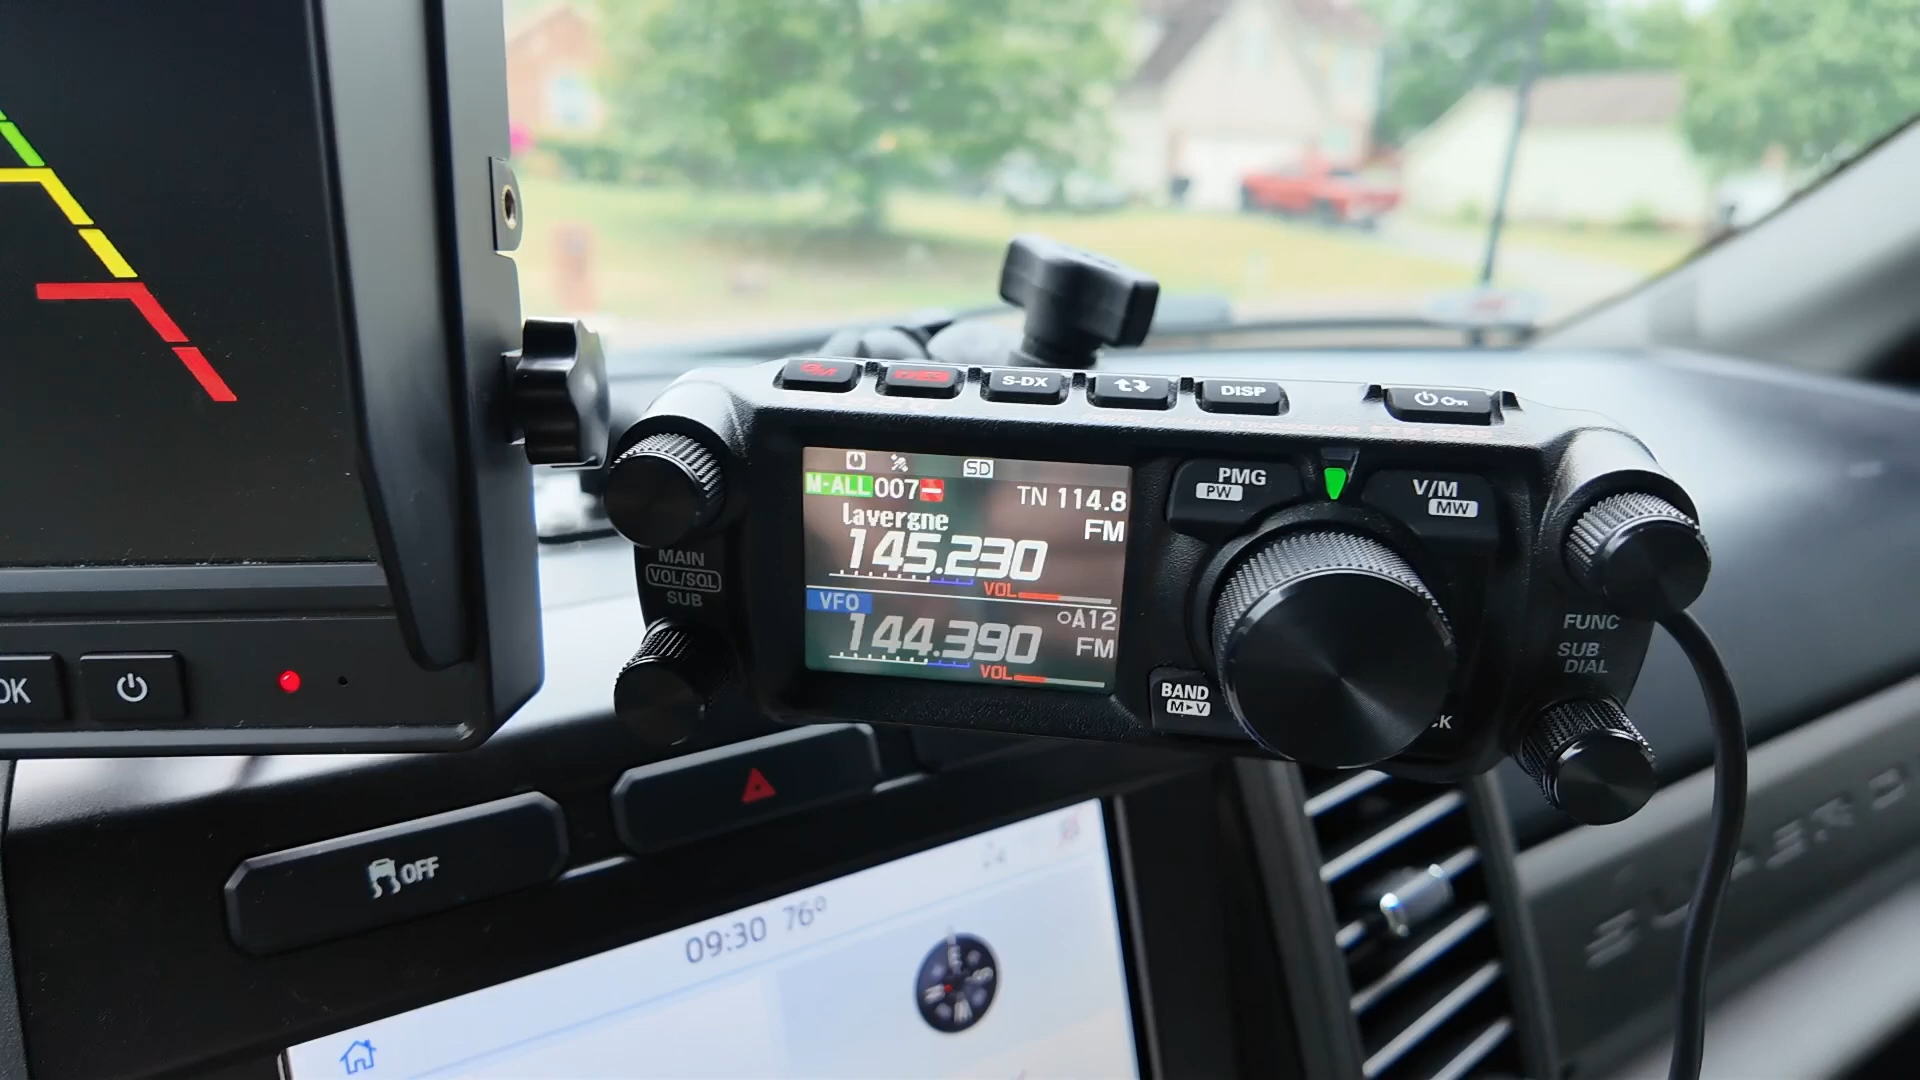 S-DX
DISP
SD
M-ALL 007
TN 114.8
lavergne
FM
145.230
VOL
VFO
A12
144.390
FM
VOL
MAIN
VOL/SQL
SUB
PMG
PW
V/M
MW
BAND
M►V
FUNC
SUB
DIAL
OK
OFF
09:30 76°